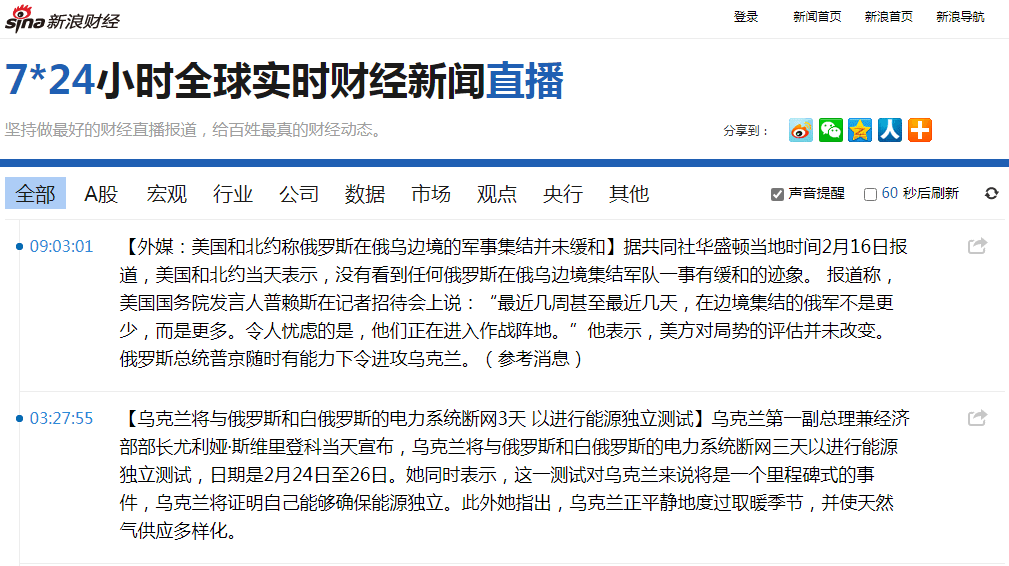 sina新浪财经
登录 新闻首页 新浪首页 新浪导航
7*24小时全球实时财经新闻直播
坚持做最好的财经直播报道，给百姓最真的财经动态。
分享到：
全部 A股 宏观 行业 公司 数据 市场 观点 央行 其他 声音提醒 60 秒后刷新
09:03:01 【外媒：美国和北约称俄罗斯在俄乌边境的军事集结并未缓和】据共同社华盛顿当地时间2月16日报
道，美国和北约当天表示，没有看到任何俄罗斯在俄乌边境集结军队一事有缓和的迹象。 报道称，
美国国务院发言人普赖斯在记者招待会上说：“最近几周甚至最近几天，在边境集结的俄军不是更
少，而是更多。令人忧虑的是，他们正在进入作战阵地。”他表示，美方对局势的评估并未改变。
俄罗斯总统普京随时有能力下令进攻乌克兰。（参考消息）
03:27:55 【乌克兰将与俄罗斯和白俄罗斯的电力系统断网3天 以进行能源独立测试】乌克兰第一副总理兼经济
部部长尤利娅·斯维里登科当天宣布，乌克兰将与俄罗斯和白俄罗斯的电力系统断网三天以进行能源
独立测试，日期是2月24日至26日。她同时表示，这一测试对乌克兰来说将是一个里程碑式的事
件，乌克兰将证明自己能够确保能源独立。此外她指出，乌克兰正平静地度过取暖季节，并使天然
气供应多样化。